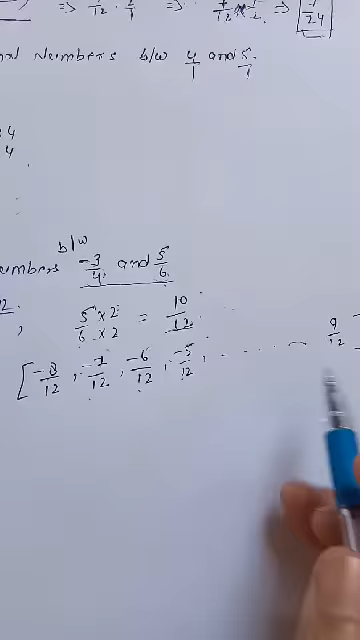 => 7/12 · 2/1 => ... 7/12 × 1/2 => 7/24
Numbers b/w 4/1 and 5/1
4
4
b/w
umbers -3/4 and 5/6
, 5/6 × 2/2 = 10/12
[-8/12, -7/12, -6/12, -5/12, ........ 9/12